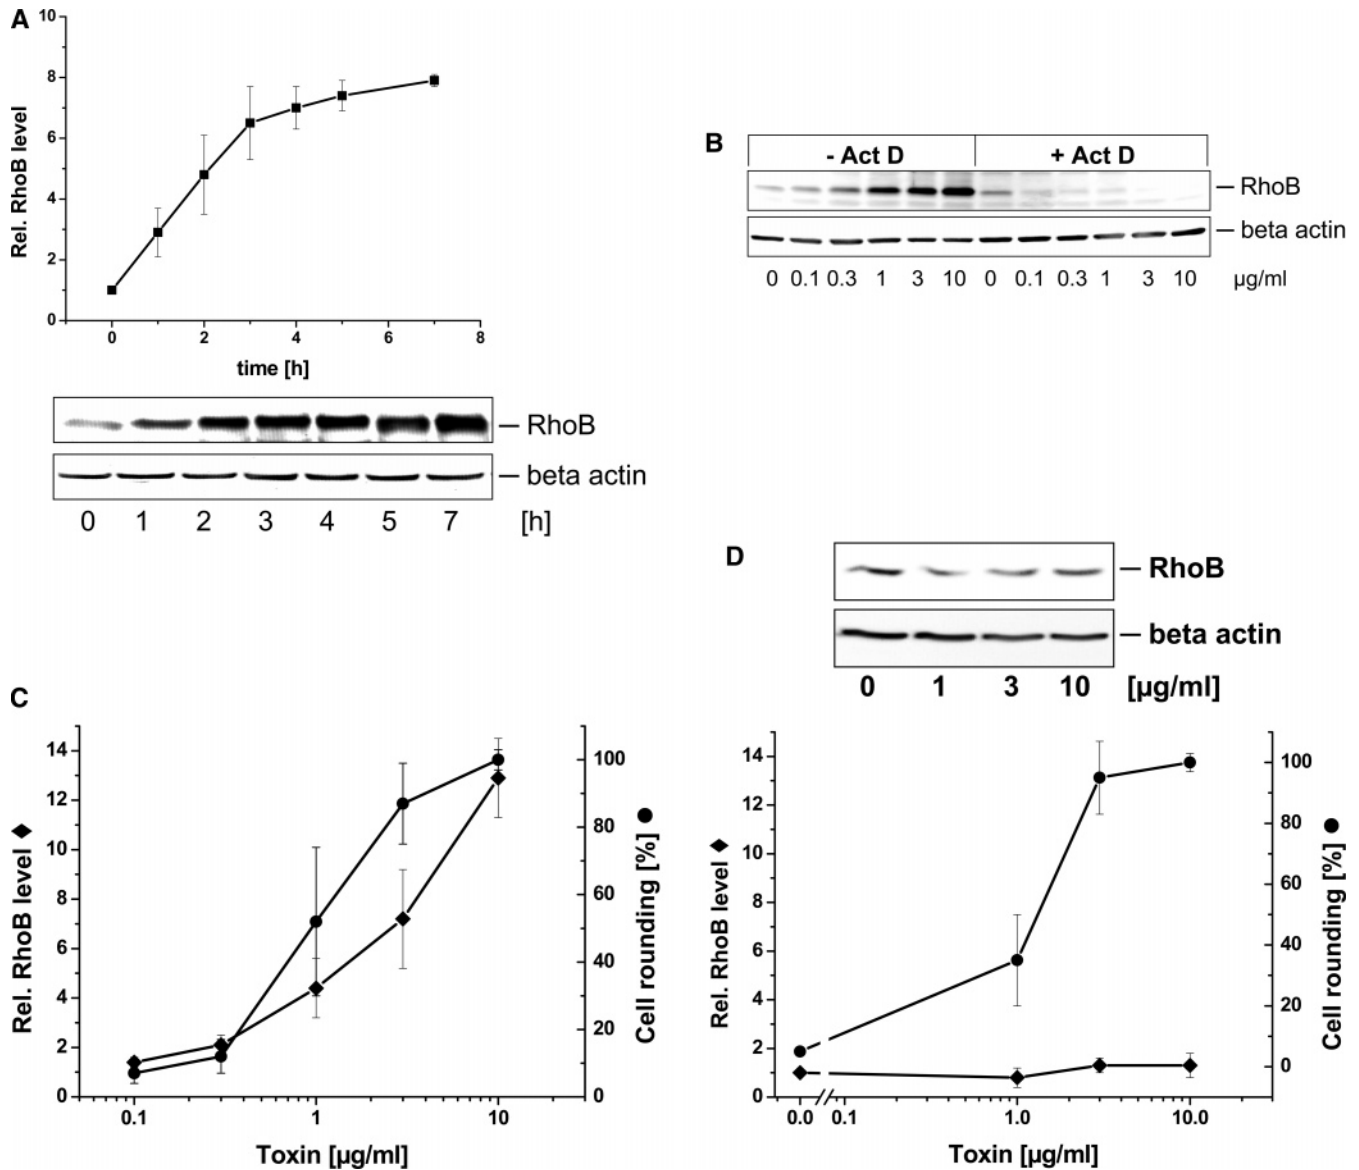 A
Rel. RhoB level
10
8
6
4
2
0
0 2 4 6 8
time [h]
RhoB
beta actin
0 1 2 3 4 5 7 [h]
B
- Act D + Act D
RhoB
beta actin
0 0.1 0.3 1 3 10 0 0.1 0.3 1 3 10 µg/ml
C
Rel. RhoB level
14
12
10
8
6
4
2
0
100
80
60
40
20
0
Cell rounding [%]
0.1 1 10
Toxin [µg/ml]
D
RhoB
beta actin
0 1 3 10 [µg/ml]
Rel. RhoB level
14
12
10
8
6
4
2
0
100
80
60
40
20
0
Cell rounding [%]
0.0 0.1 1.0 10.0
Toxin [µg/ml]